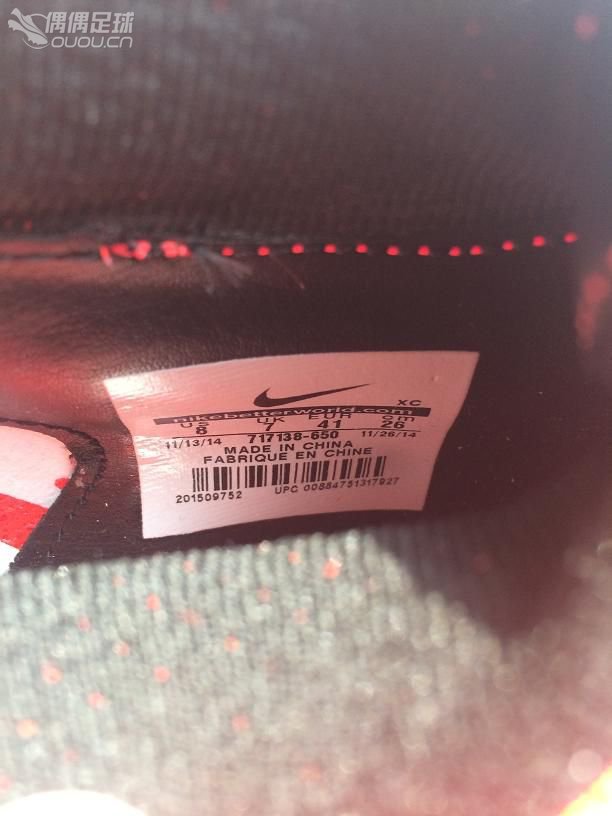 偶偶足球
OUOU.CN
XC
nikebetterworld.com
US UK EUR cm
8 7 41 26
11/13/14 717138-650 11/26/14
MADE IN CHINA
FABRIQUE EN CHINE
201509752 UPC 00884751317927